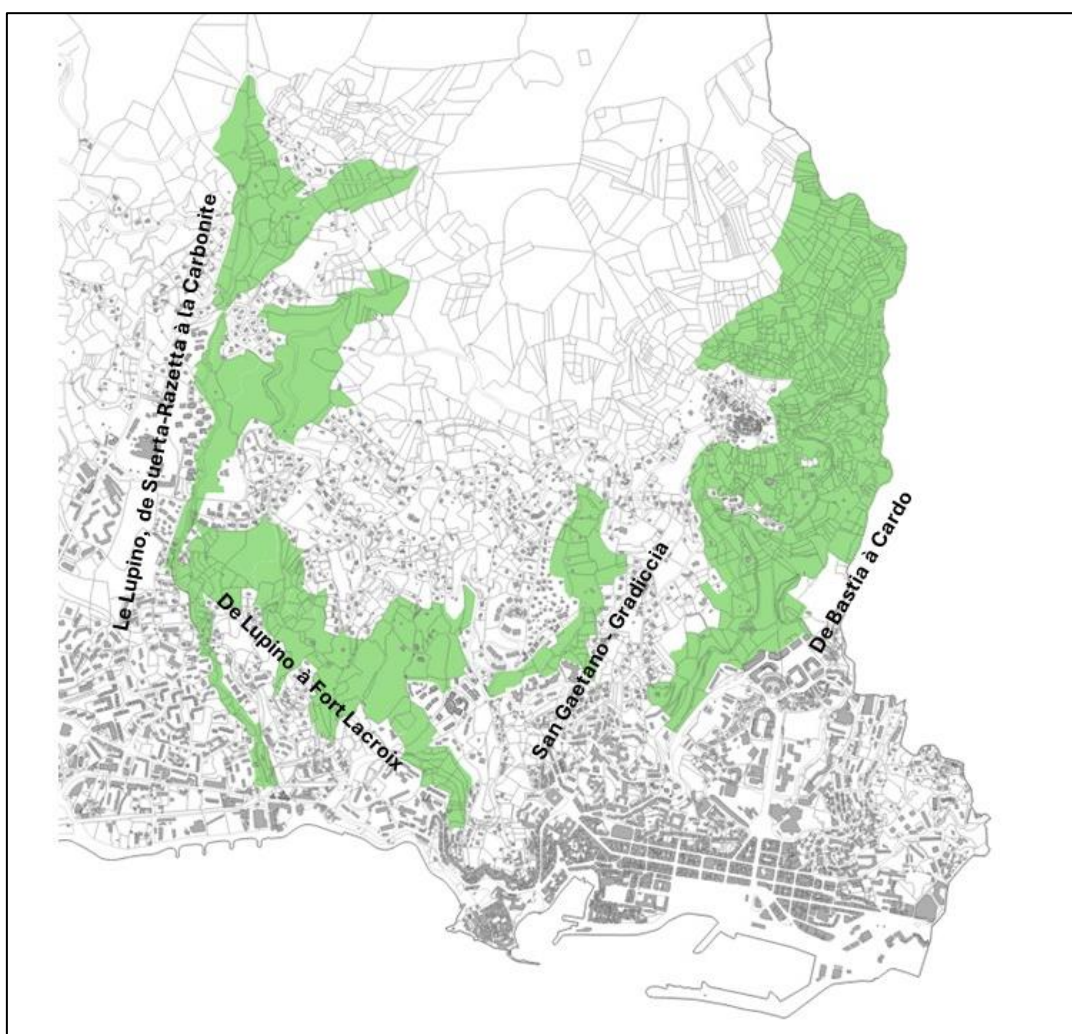 Le Lupino, de Suerta-Razetta à la Carbonite
De Lupino à Fort Lacroix
San Gaetano - Gradiccia
De Bastia à Cardo